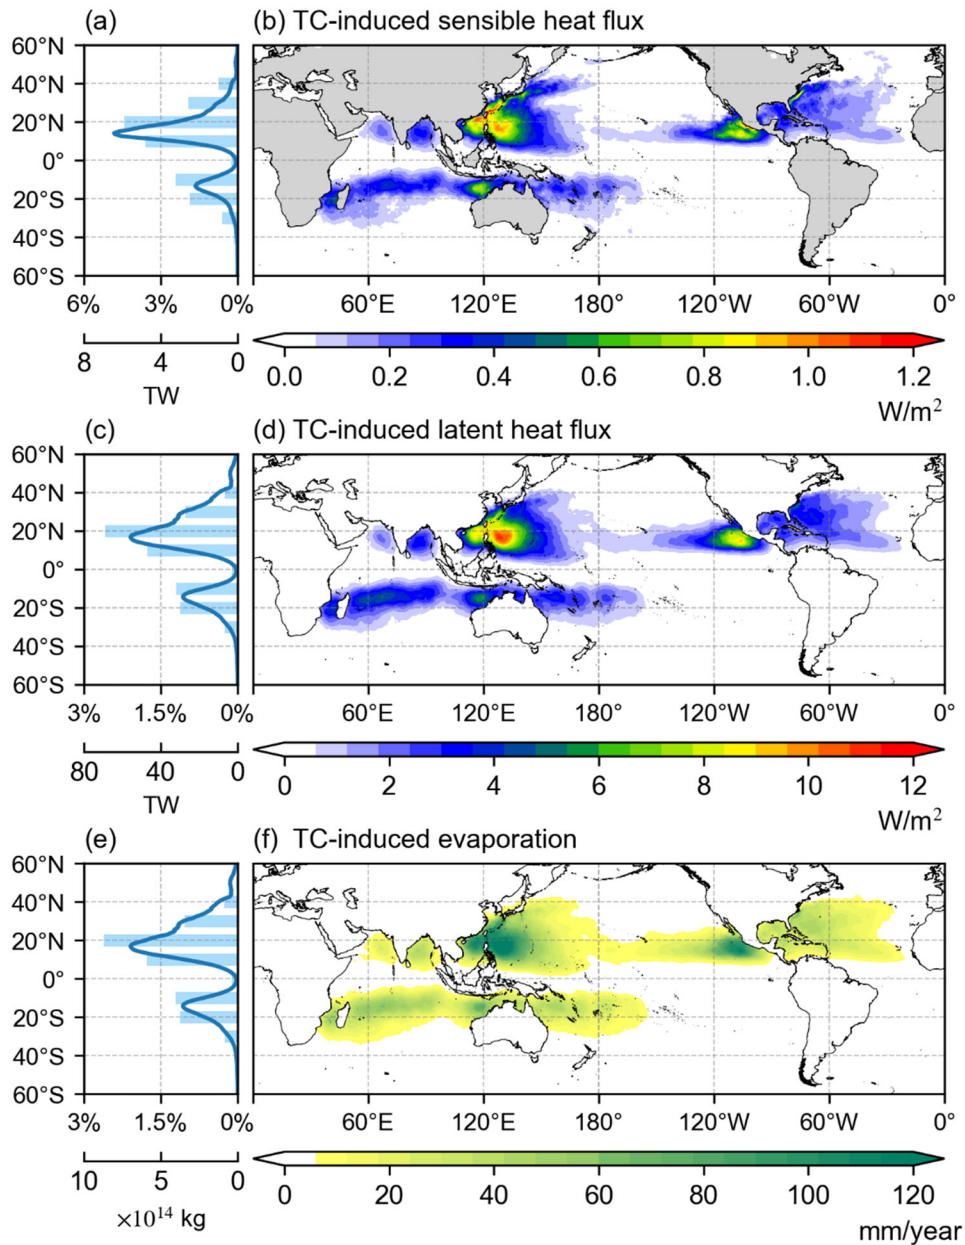 (a) (b) TC-induced sensible heat flux
60°N
40°N
20°N
0°
20°S
40°S
60°S
6% 3% 0% 60°E 120°E 180° 120°W 60°W 0°
8 4 0 0.0 0.2 0.4 0.6 0.8 1.0 1.2
TW W/m²
(c) (d) TC-induced latent heat flux
60°N
40°N
20°N
0°
20°S
40°S
60°S
3% 1.5% 0% 60°E 120°E 180° 120°W 60°W 0°
80 40 0 0 2 4 6 8 10 12
TW W/m²
(e) (f) TC-induced evaporation
60°N
40°N
20°N
0°
20°S
40°S
60°S
3% 1.5% 0% 60°E 120°E 180° 120°W 60°W 0°
10 5 0 0 20 40 60 80 100 120
×10¹⁴ kg mm/year